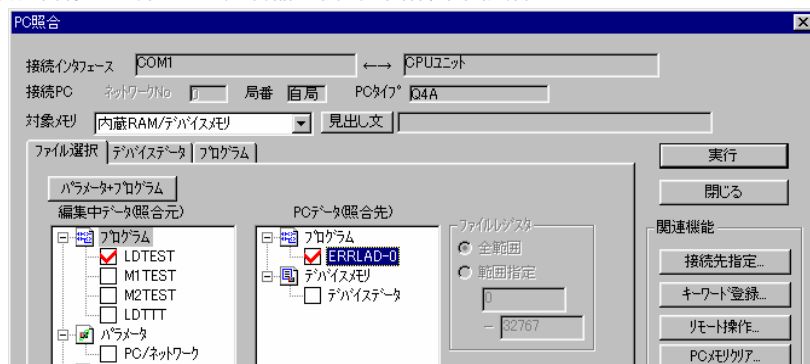 PC照合
接続インタフェース COM1 ←→ CPUユニット
接続PC ネットワークNo 0 局番 自局 PCタイプ Q4A
対象メモリ 内蔵RAM/デバイスメモリ 見出し文
ファイル選択 デバイスデータ プログラム
実行
パラメータ+プログラム
閉じる
編集中データ(照合元) PCデータ(照合先)
ファイルレジスタ
関連機能
プログラム
LDTEST
M1TEST
M2TEST
LDTTT
パラメータ
PC/ネットワーク
プログラム
ERRLAD-0
デバイスメモリ
デバイスデータ
全範囲
範囲指定
0
- 32767
接続先指定...
キーワード登録...
リモート操作...
PCメモリクリア...